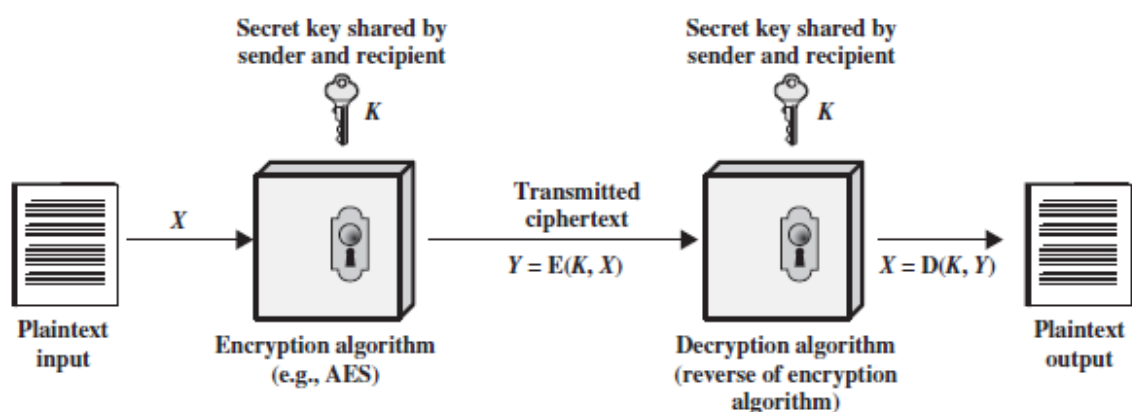 Secret key shared by
sender and recipient
K
Secret key shared by
sender and recipient
K
X
Transmitted
ciphertext
Y = E(K, X)
X = D(K, Y)
Plaintext
input
Encryption algorithm
(e.g., AES)
Decryption algorithm
(reverse of encryption
algorithm)
Plaintext
output